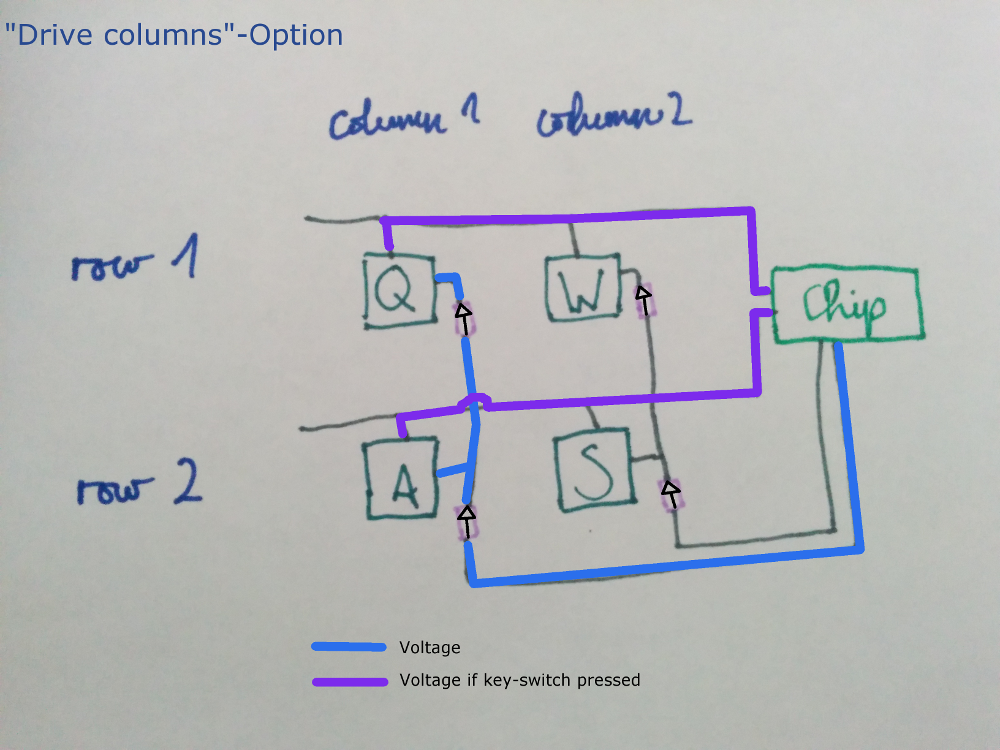 "Drive columns"-Option
column 1 column 2
row 1
Q W Chip
row 2
A S
Voltage
Voltage if key-switch pressed